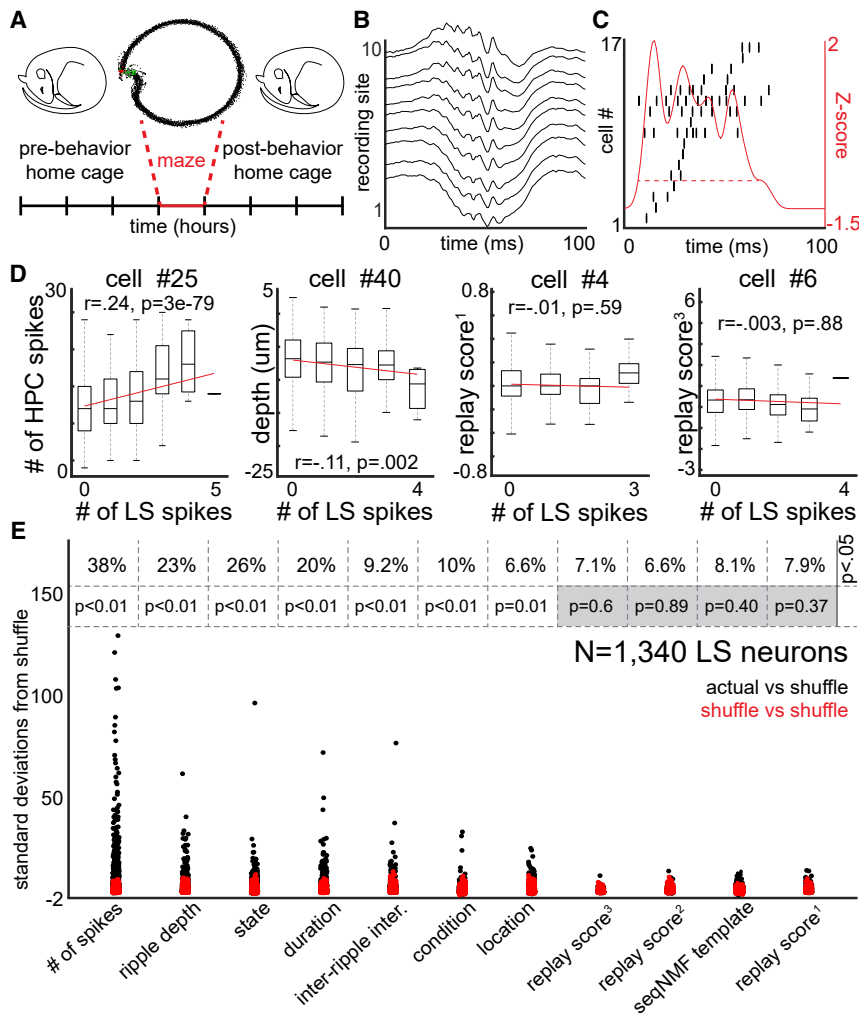 A
pre-behavior
home cage
maze
post-behavior
home cage
time (hours)
B
10
recording site
1
0
time (ms)
100
C
17
cell #
1
0
time (ms)
100
2
Z-score
-1.5
D
cell #25
r=.24, p=3e-79
30
# of HPC spikes
0
0
5
# of LS spikes
cell #40
5
depth (um)
-25
r=-.11, p=.002
0
4
# of LS spikes
cell #4
r=-.01, p=.59
0.8
replay score¹
-0.8
0
3
# of LS spikes
cell #6
r=-.003, p=.88
6
replay score³
-3
0
4
# of LS spikes
E
38% 23% 26% 20% 9.2% 10% 6.6% 7.1% 6.6% 8.1% 7.9% p<.05
p<0.01 p<0.01 p<0.01 p<0.01 p<0.01 p<0.01 p=0.01 p=0.6 p=0.89 p=0.40 p=0.37
N=1,340 LS neurons
actual vs shuffle
shuffle vs shuffle
standard deviations from shuffle
150
100
50
-2
# of spikes
ripple depth
state
duration
inter-ripple inter.
condition
location
replay score³
replay score²
seqNMF template
replay score¹